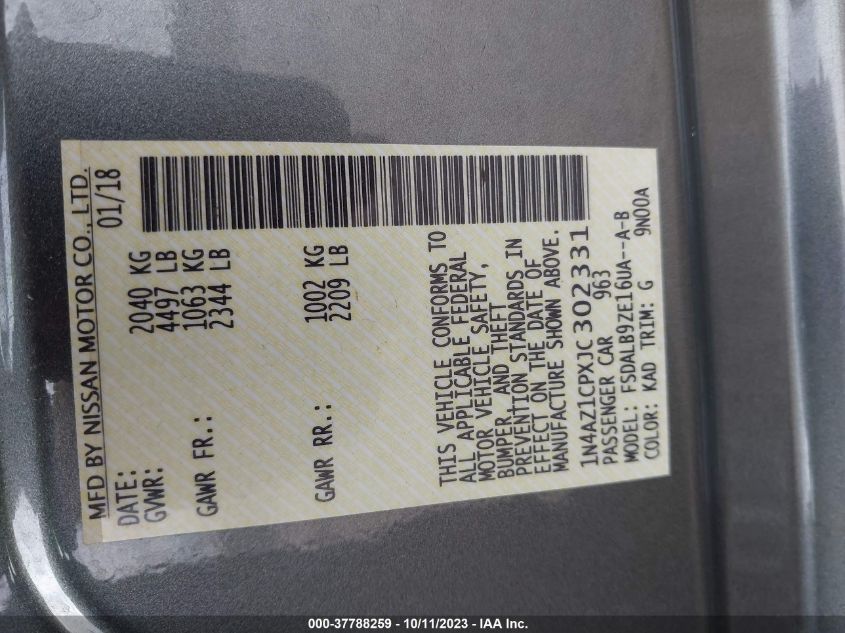 MFD BY NISSAN MOTOR CO., LTD.
DATE: 01/18
GVWR: 2040 KG
4497 LB
GAWR FR.: 1063 KG
2344 LB
GAWR RR.: 1002 KG
2209 LB
THIS VEHICLE CONFORMS TO
ALL APPLICABLE FEDERAL
MOTOR VEHICLE SAFETY,
BUMPER, AND THEFT
PREVENTION STANDARDS IN
EFFECT ON THE DATE OF
MANUFACTURE SHOWN ABOVE.
1N4AZ1CPXJC302331
PASSENGER CAR 963
MODEL: FSDALB9ZE16UA--A-B
COLOR: KAD TRIM: G 9N00A
000-37788259 - 10/11/2023 - IAA Inc.